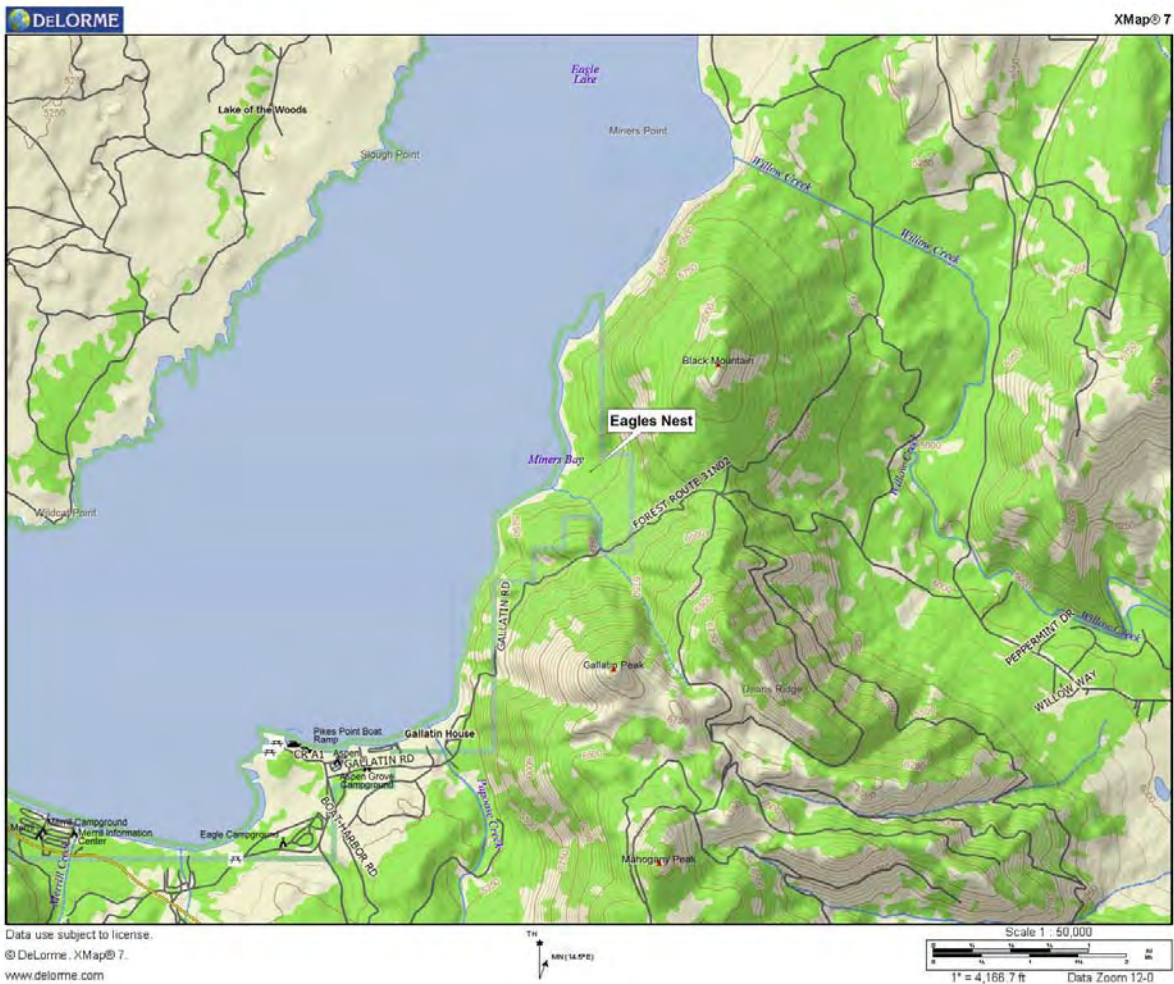 DELORME
XMap® 7
Eagle
Lake
Lake of the Woods
5250
Miners Point
Slough Point
Willow Creek
Willow Creek
5250
Black Mountain
Eagles Nest
Miners Bay
Willow Creek
FOREST ROUTE 31N02
Wildcat Point
GALLATIN RD
Willow Creek
PEPPERMINT DR
WILLOW WAY
Gallatin Peak
Deans Ridge
Pikes Point Boat
Ramp
Gallatin House
CR A1
Aspen
GALLATIN RD
Aspen Grove
Campground
Papoose Creek
BOAT-HARBOR RD
Merrill Campground
Merrill Information
Center
Eagle Campground
Merrill Creek
Mahogany Peak
Data use subject to license.
© DeLorme. XMap® 7.
www.delorme.com
TN
MN (14.5°E)
Scale 1 : 50,000
1" = 4,166.7 ft
Data Zoom 12-0